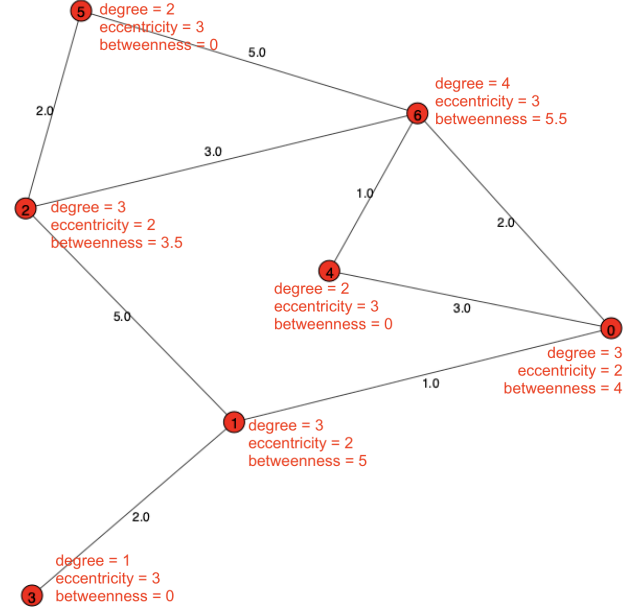 5
degree = 2
eccentricity = 3
betweenness = 0
5.0
degree = 4
eccentricity = 3
betweenness = 5.5
6
2.0
3.0
1.0
2.0
2
degree = 3
eccentricity = 2
betweenness = 3.5
4
degree = 2
eccentricity = 3
betweenness = 0
3.0
5.0
0
degree = 3
eccentricity = 2
betweenness = 4
1.0
1
degree = 3
eccentricity = 2
betweenness = 5
2.0
3
degree = 1
eccentricity = 3
betweenness = 0